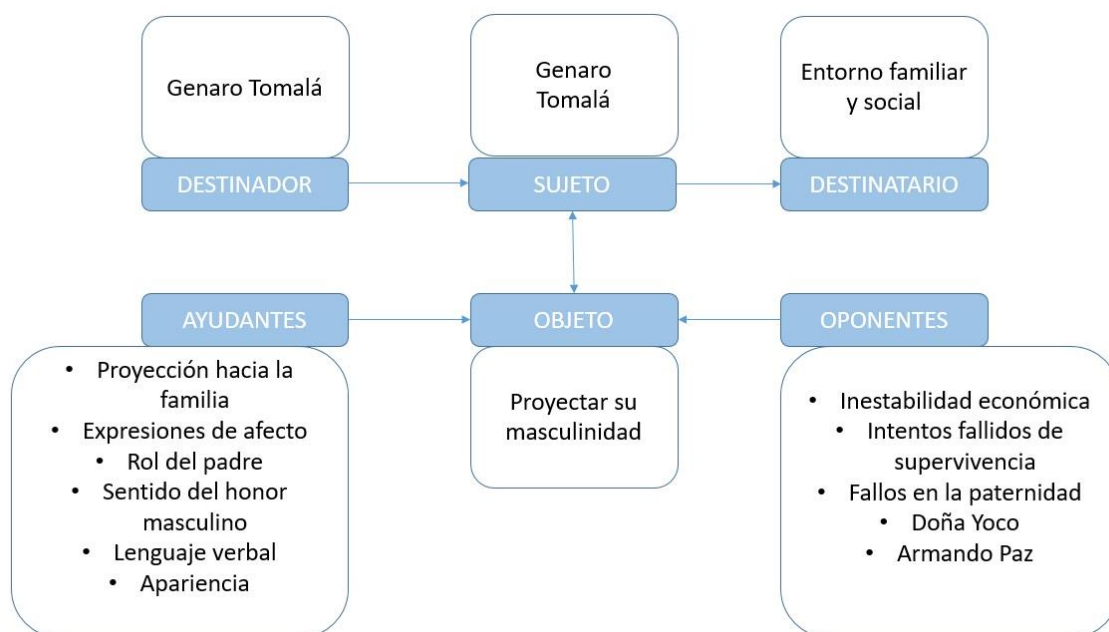 Genaro Tomalá
Genaro
Tomalá
Entorno familiar
y social
DESTINADOR
SUJETO
DESTINATARIO
AYUDANTES
OBJETO
OPONENTES
• Proyección hacia la
familia
• Expresiones de afecto
• Rol del padre
• Sentido del honor
masculino
• Lenguaje verbal
• Apariencia
Proyectar su
masculinidad
• Inestabilidad económica
• Intentos fallidos de
supervivencia
• Fallos en la paternidad
• Doña Yoco
• Armando Paz